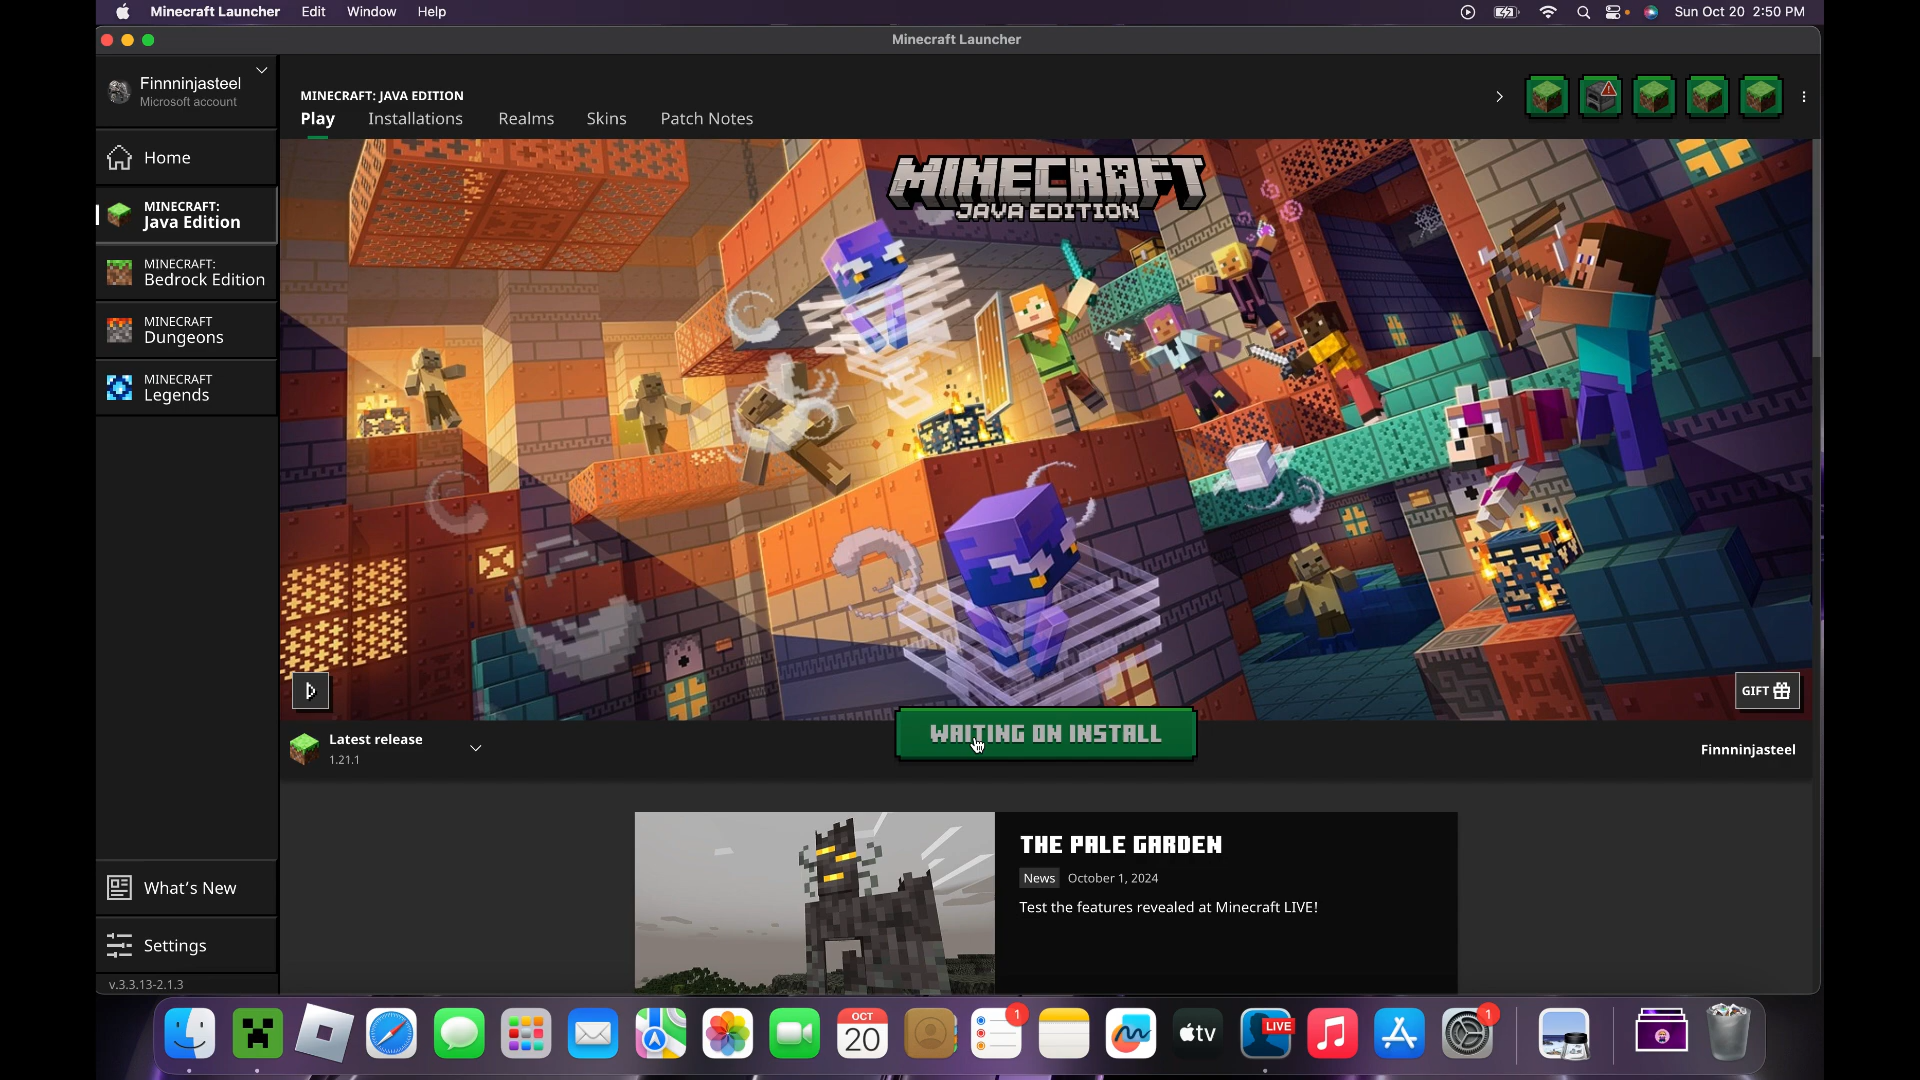 Minecraft Launcher Edit Window Help Sun Oct 20 2:50 PM
Minecraft Launcher
Finnninjasteel
Microsoft account
Home
MINECRAFT:
Java Edition
MINECRAFT:
Bedrock Edition
MINECRAFT
Dungeons
MINECRAFT
Legends
What's New
Settings
v.3.3.13-2.1.3
MINECRAFT: JAVA EDITION
Play Installations Realms Skins Patch Notes
MINECRAFT
JAVA EDITION
GIFT
Latest release
1.21.1
WAITING ON INSTALL
Finnninjasteel
THE PALE GARDEN
News October 1, 2024
Test the features revealed at Minecraft LIVE!
OCT
20
1
tv
LIVE
1